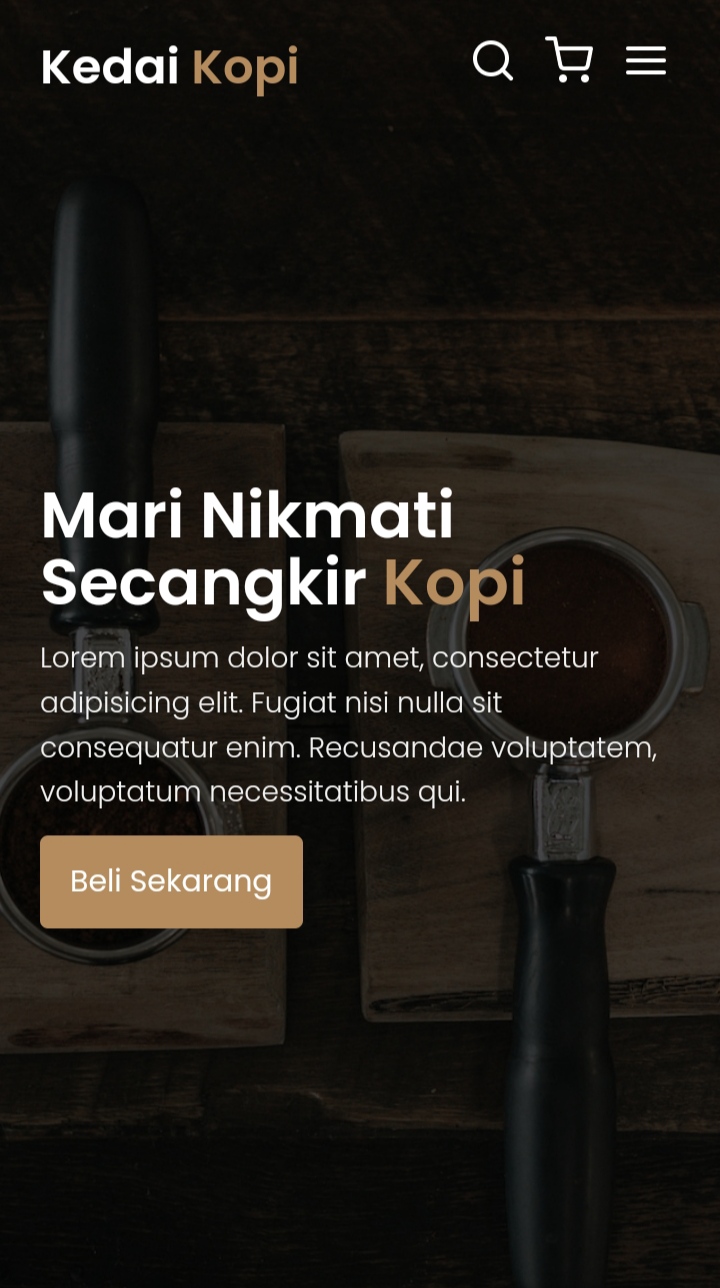 Kedai Kopi
Mari Nikmati
Secangkir Kopi
Lorem ipsum dolor sit amet, consectetur
adipisicing elit. Fugiat nisi nulla sit
consequatur enim. Recusandae voluptatem,
voluptatum necessitatibus qui.
Beli Sekarang